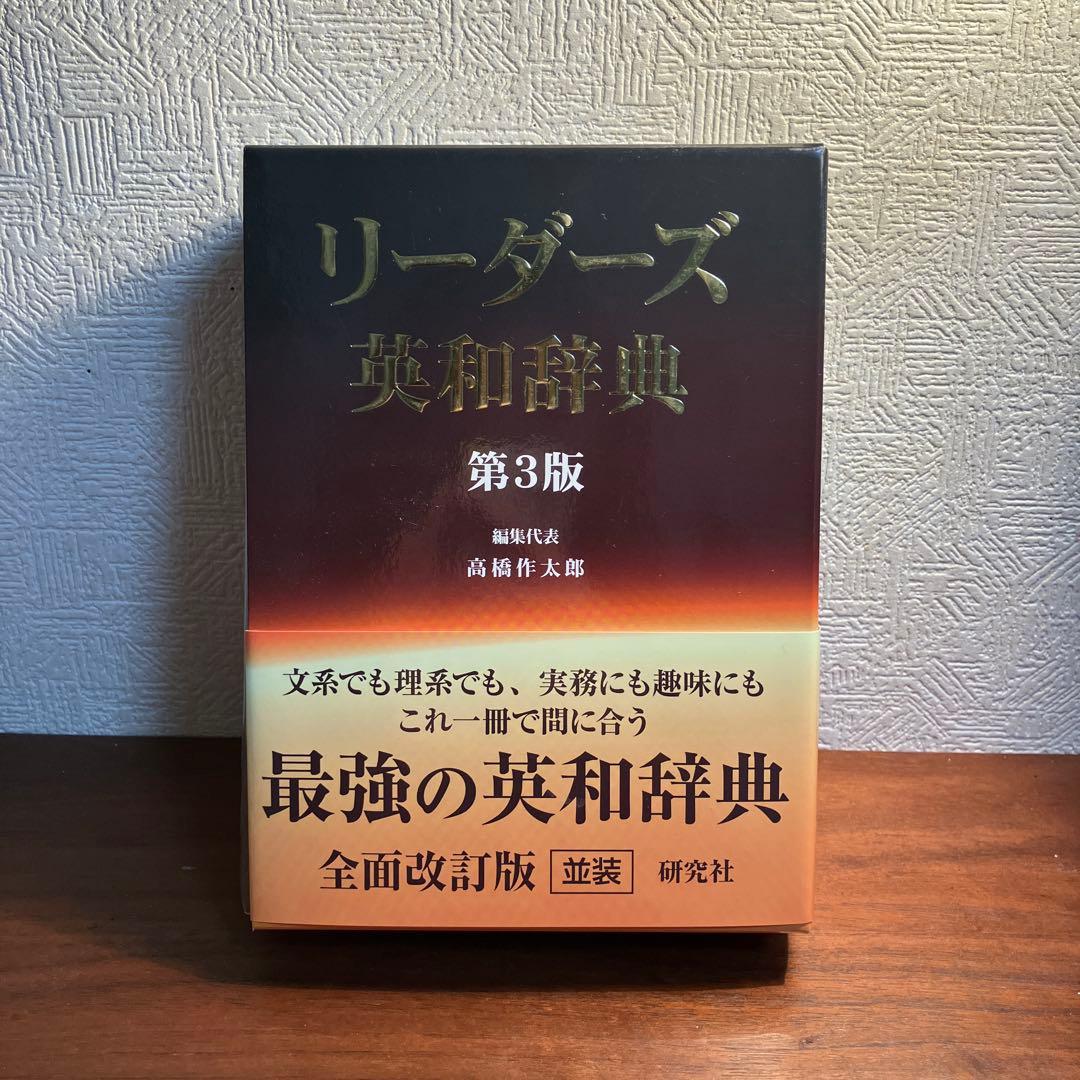 リーダーズ
英和辞典
第3版
編集代表
高橋作太郎
文系でも理系でも、実務にも趣味にも
これ一冊で間に合う
最強の英和辞典
全面改訂版 並装 研究社